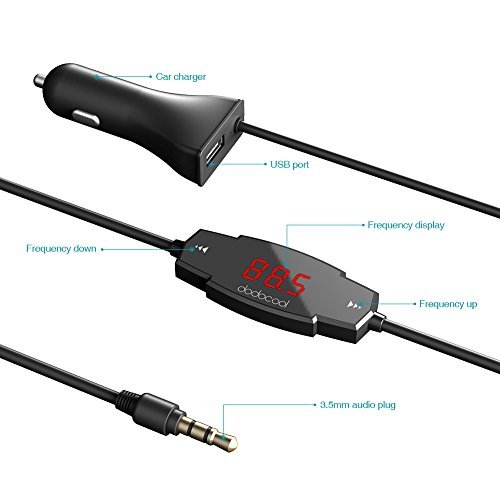 Car charger
USB port
Frequency display
Frequency down
88.5
dodocool
Frequency up
3.5mm audio plug